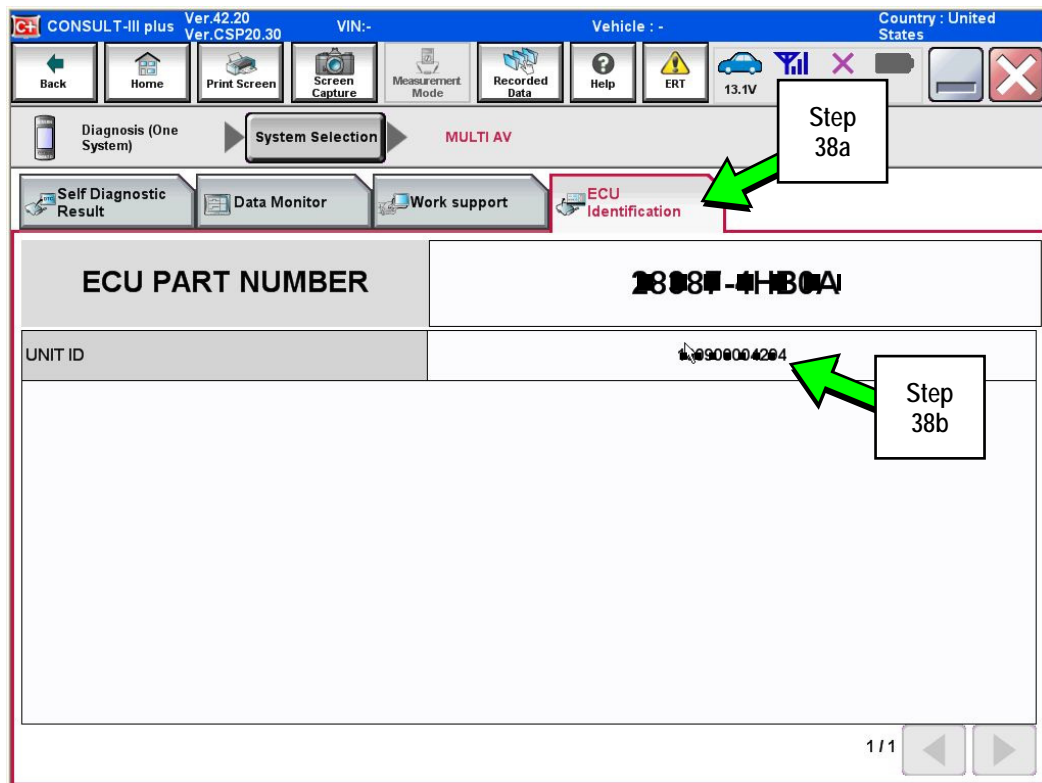 CONSULT-III plus Ver.42.20 VIN:- Vehicle : - Country : United
Ver.CSP20.30 States
Back Home Print Screen Screen Capture Measurement Mode Recorded Data Help ERT 13.1V
Step
38a
Diagnosis (One
System)
System Selection
MULTI AV
Self Diagnostic
Result
Data Monitor
Work support
ECU
Identification
ECU PART NUMBER
UNIT ID
Step
38b
1/1